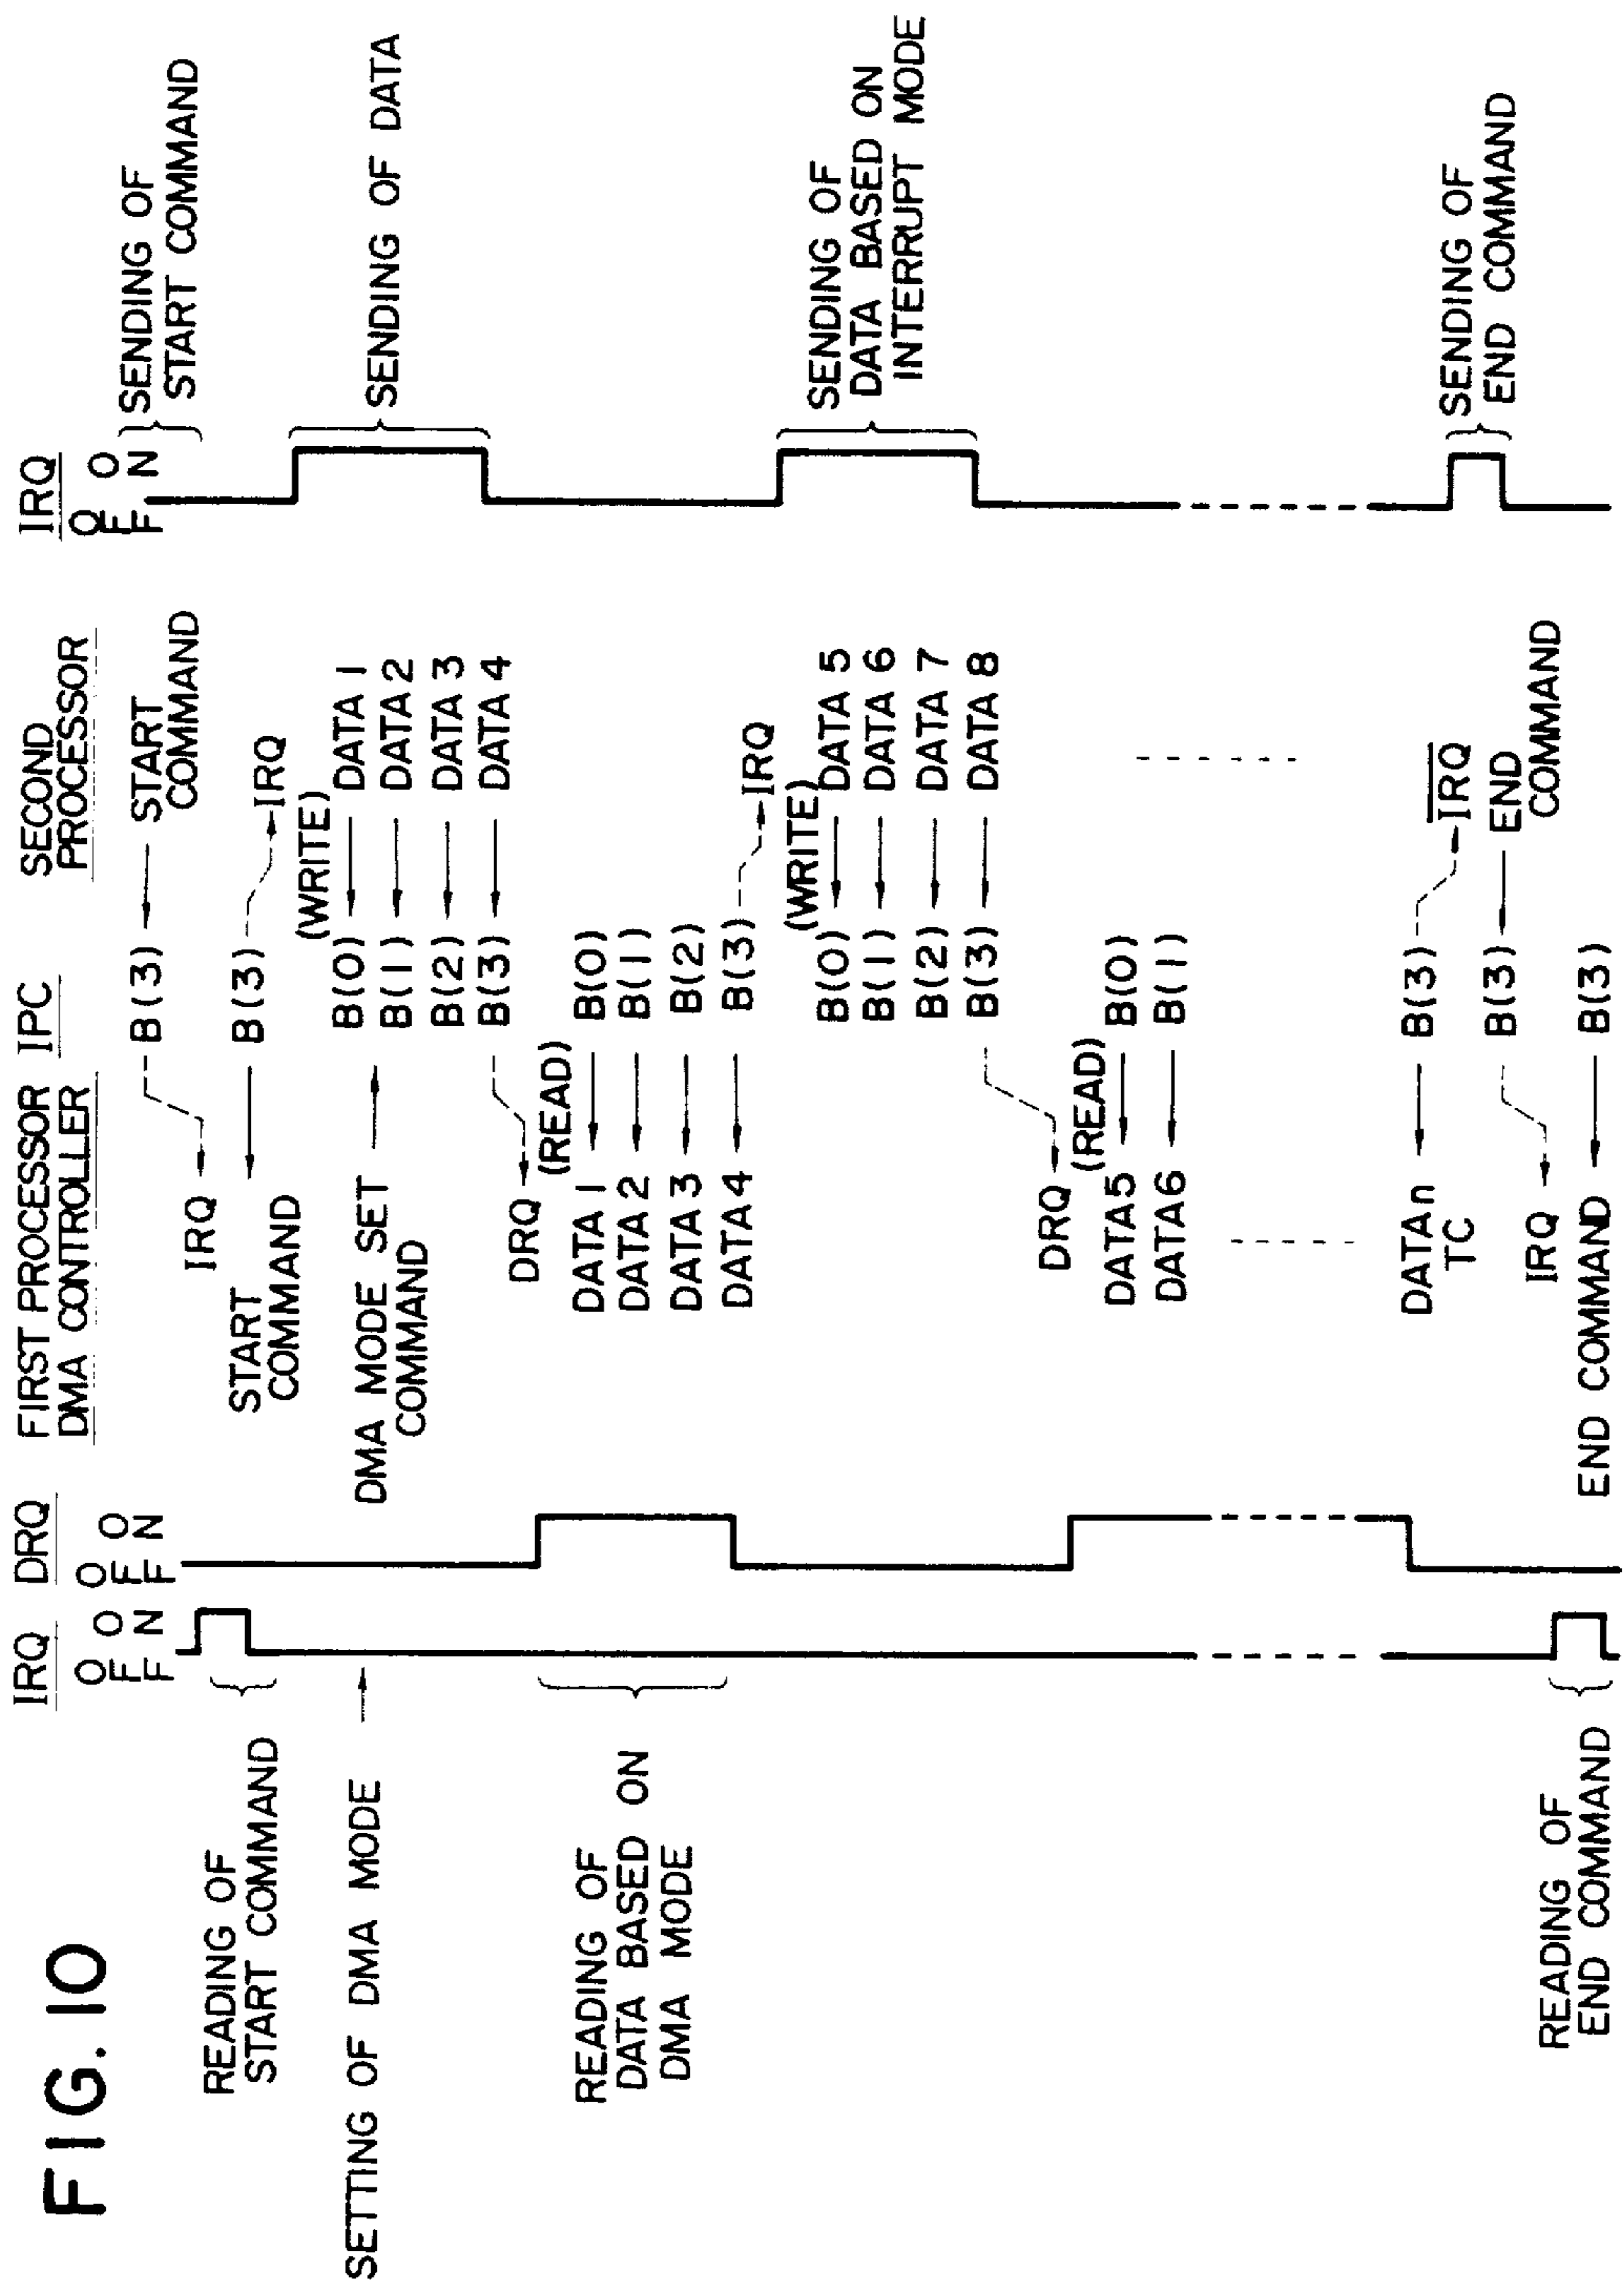 FIG. 10
IRQ
DRQ
FIRST PROCESSOR
DMA CONTROLLER
IPC
SECOND
PROCESSOR
IRQ
OFF ON
OFF ON
OFF ON
B(3) START
COMMAND
SENDING OF
START COMMAND
READING OF
START COMMAND
IRQ
START
COMMAND
B(3)
IRQ
SETTING OF DMA MODE
DMA MODE SET
COMMAND
(WRITE)
B(0) DATA 1
B(1) DATA 2
B(2) DATA 3
B(3) DATA 4
SENDING OF DATA
READING OF
DATA BASED ON
DMA MODE
DRQ
(READ)
DATA 1 B(0)
DATA 2 B(1)
DATA 3 B(2)
DATA 4 B(3)
IRQ
(WRITE)
B(0) DATA 5
B(1) DATA 6
B(2) DATA 7
B(3) DATA 8
SENDING OF
DATA BASED ON
INTERRUPT MODE
DRQ
(READ)
DATA 5 B(0)
DATA 6 B(1)
DATA n B(3)
TC
I̅R̅Q̅
IRQ
B(3) END
COMMAND
SENDING OF
END COMMAND
READING OF
END COMMAND
END COMMAND B(3)